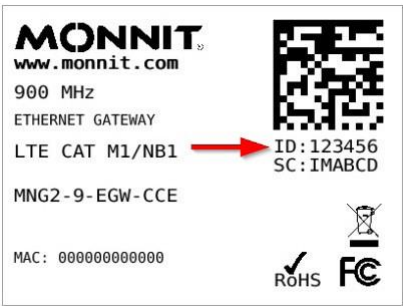 MONNIT®
www.monnit.com
900 MHz
ETHERNET GATEWAY
LTE CAT M1/NB1
ID:123456
SC:IMABCD
MNG2-9-EGW-CCE
MAC: 000000000000
RoHS FC